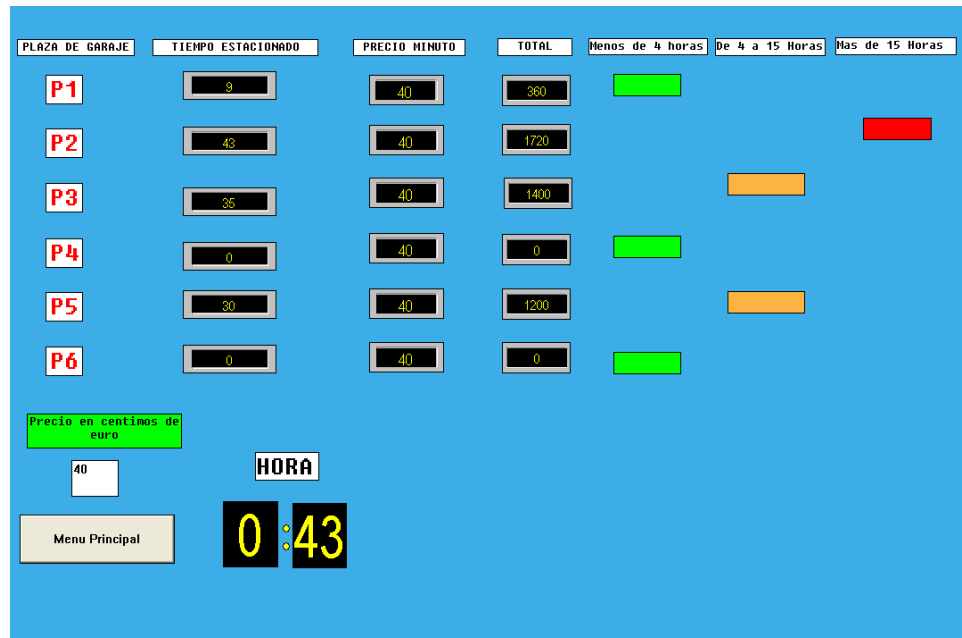 PLAZA DE GARAJE TIEMPO ESTACIONADO PRECIO MINUTO TOTAL Menos de 4 horas De 4 a 15 Horas Mas de 15 Horas
P1 9 40 360
P2 43 40 1720
P3 35 40 1400
P4 0 40 0
P5 30 40 1200
P6 0 40 0
Precio en centimos de
euro
40
HORA
Menu Principal
0:43